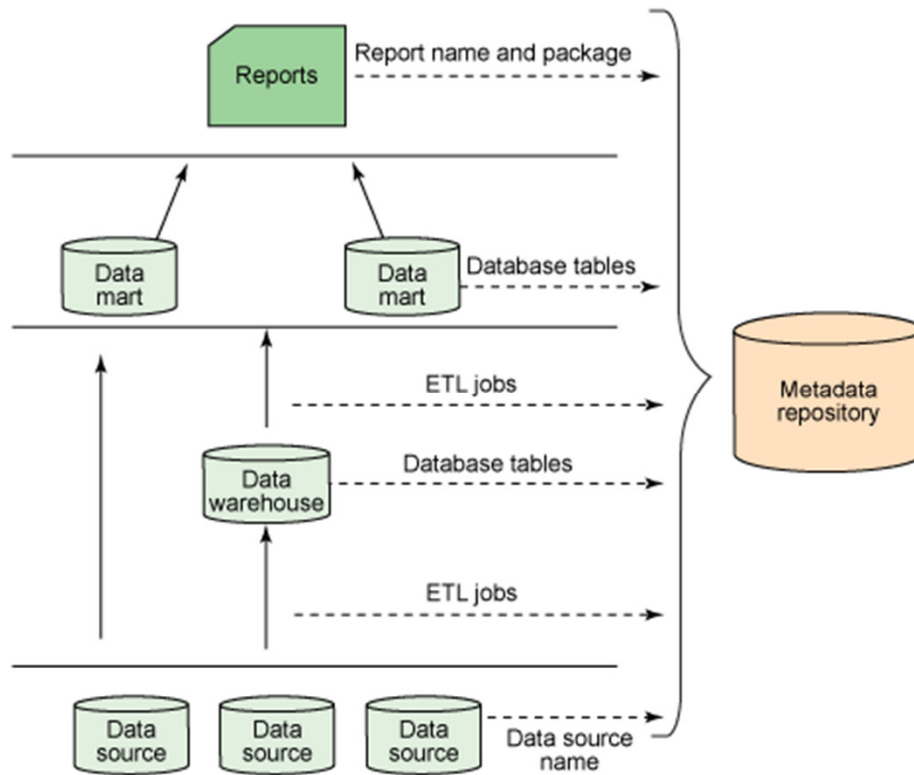 Report name and package
Reports
Data
mart
Data
mart
Database tables
ETL jobs
Metadata
repository
Database tables
Data
warehouse
ETL jobs
Data
source
Data
source
Data
source
Data source
name